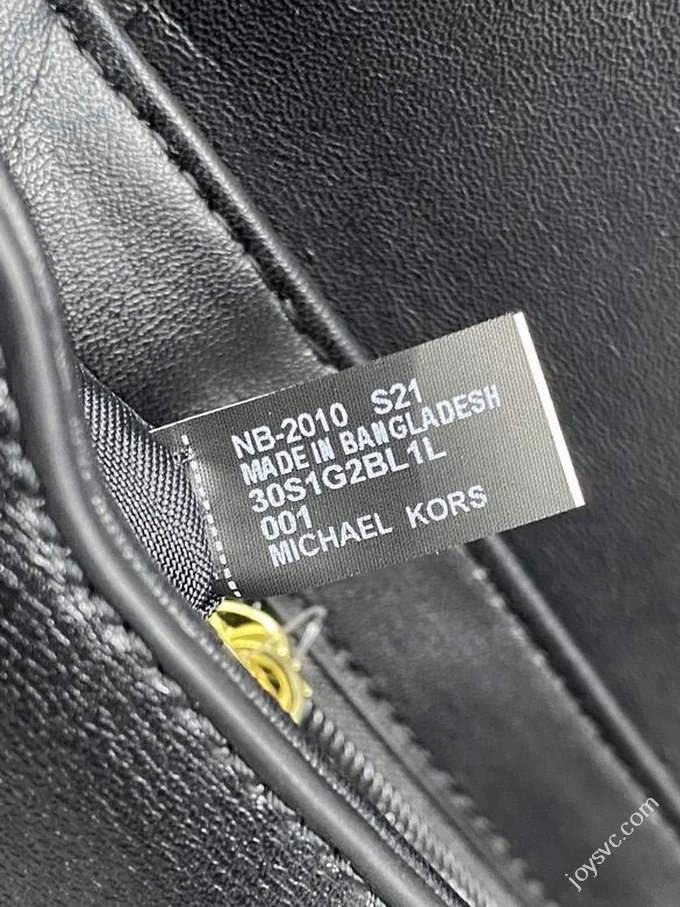 NB-2010 S21
MADE IN BANGLADESH
30S1G2BL1L
001
MICHAEL KORS
joysvc.com